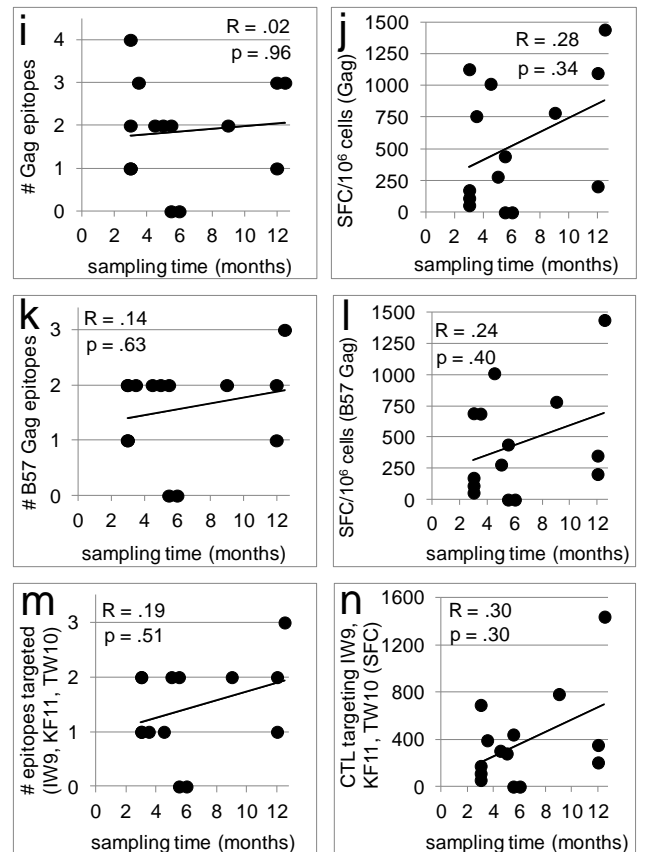 i
R = .02
p = .96
# Gag epitopes
4
3
2
1
0
0 2 4 6 8 10 12
sampling time (months)
j
R = .28
p = .34
SFC/10⁶ cells (Gag)
1500
1250
1000
750
500
250
0
0 2 4 6 8 10 12
sampling time (months)
k
R = .14
p = .63
# B57 Gag epitopes
3
2
1
0
0 2 4 6 8 10 12
sampling time (months)
l
R = .24
p = .40
SFC/10⁶ cells (B57 Gag)
1500
1250
1000
750
500
250
0
0 2 4 6 8 10 12
sampling time (months)
m
R = .19
p = .51
# epitopes targeted
(IW9, KF11, TW10)
3
2
1
0
0 2 4 6 8 10 12
sampling time (months)
n
R = .30
p = .30
CTL targeting IW9,
KF11, TW10 (SFC)
1600
1200
800
400
0
0 2 4 6 8 10 12
sampling time (months)